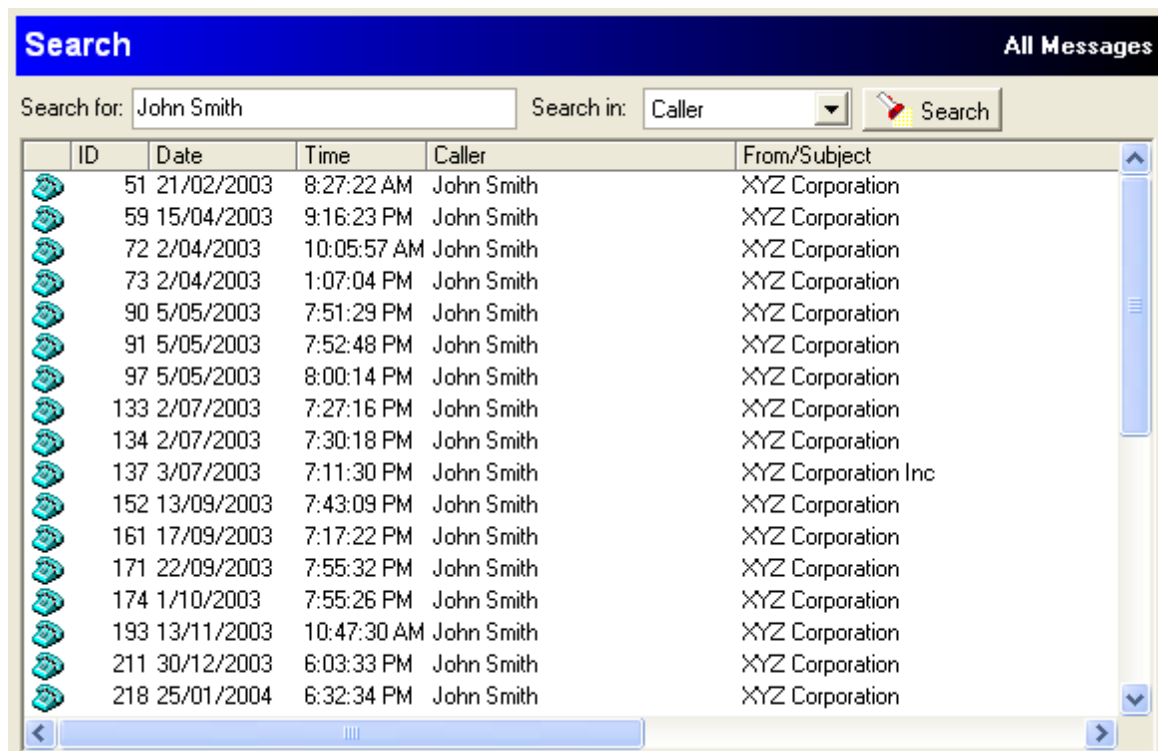 Search All Messages
Search for: John Smith Search in: Caller Search
ID Date Time Caller From/Subject
51 21/02/2003 8:27:22 AM John Smith XYZ Corporation
59 15/04/2003 9:16:23 PM John Smith XYZ Corporation
72 2/04/2003 10:05:57 AM John Smith XYZ Corporation
73 2/04/2003 1:07:04 PM John Smith XYZ Corporation
90 5/05/2003 7:51:29 PM John Smith XYZ Corporation
91 5/05/2003 7:52:48 PM John Smith XYZ Corporation
97 5/05/2003 8:00:14 PM John Smith XYZ Corporation
133 2/07/2003 7:27:16 PM John Smith XYZ Corporation
134 2/07/2003 7:30:18 PM John Smith XYZ Corporation
137 3/07/2003 7:11:30 PM John Smith XYZ Corporation Inc
152 13/09/2003 7:43:09 PM John Smith XYZ Corporation
161 17/09/2003 7:17:22 PM John Smith XYZ Corporation
171 22/09/2003 7:55:32 PM John Smith XYZ Corporation
174 1/10/2003 7:55:26 PM John Smith XYZ Corporation
193 13/11/2003 10:47:30 AM John Smith XYZ Corporation
211 30/12/2003 6:03:33 PM John Smith XYZ Corporation
218 25/01/2004 6:32:34 PM John Smith XYZ Corporation